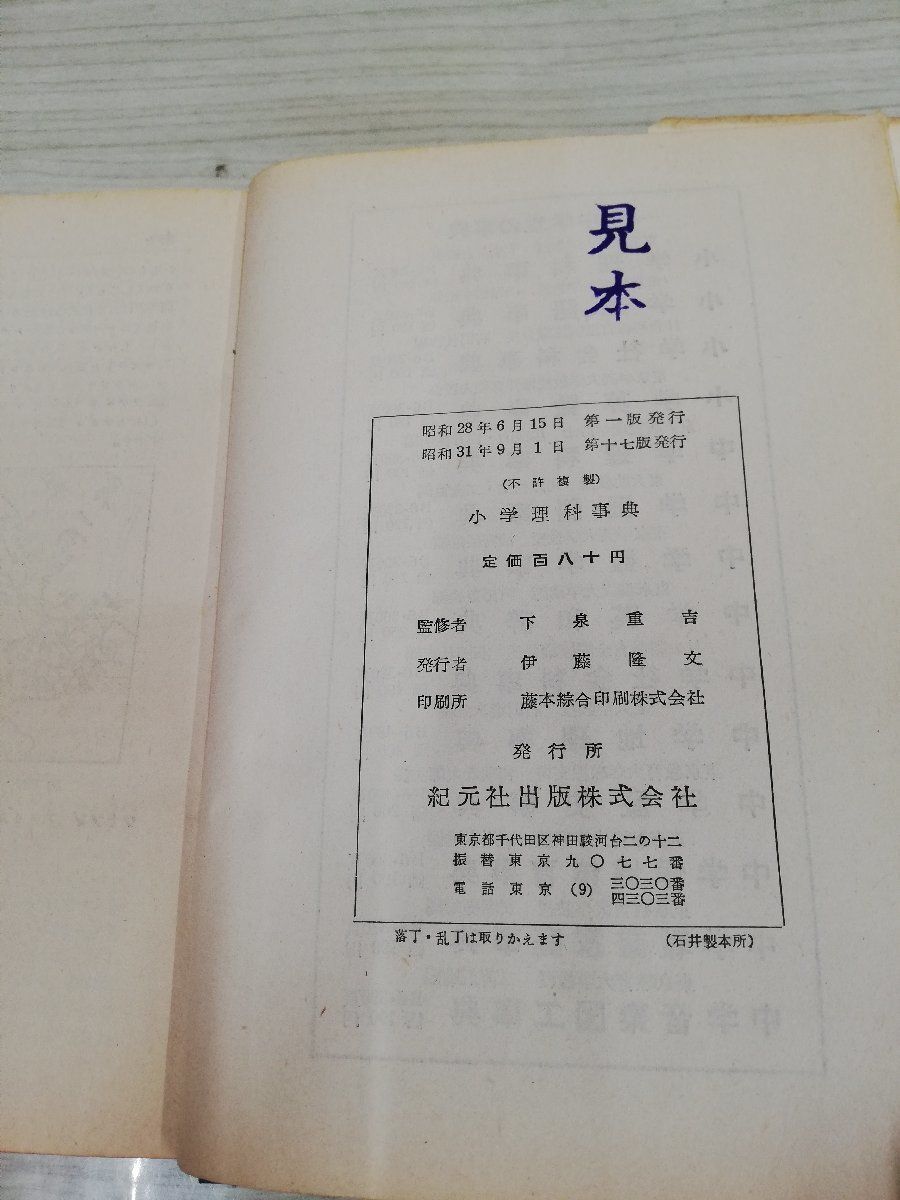 見本
昭和28年6月15日 第一版発行
昭和31年9月1日 第十七版発行
(不許複製)
小学理科事典
定価百八十円
監修者 下泉重吉
発行者 伊藤隆文
印刷所 藤本綜合印刷株式会社
発行所
紀元社出版株式会社
東京都千代田区神田駿河台二の十二
振替東京九〇七七番
電話東京(9) 三〇三〇番
四三〇三番
落丁・乱丁は取りかえます (石井製本所)